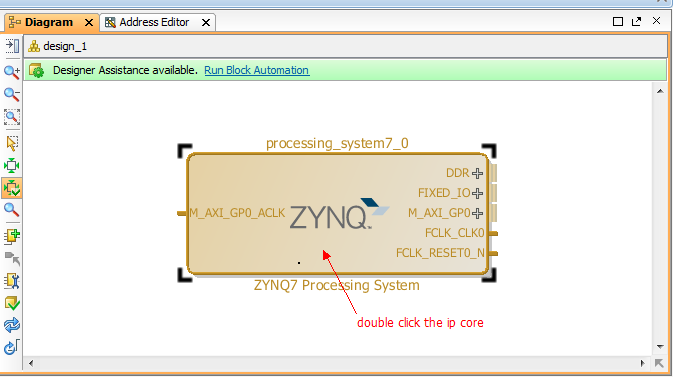 Diagram × Address Editor ×
design_1
Designer Assistance available. Run Block Automation
processing_system7_0
DDR
FIXED_IO
M_AXI_GP0_ACLK ZYNQ™ M_AXI_GP0
FCLK_CLK0
FCLK_RESET0_N
ZYNQ7 Processing System
double click the ip core